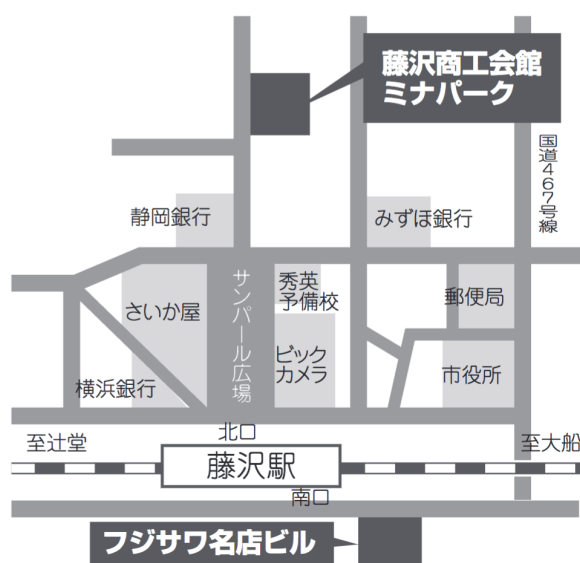 藤沢商工会館
ミナパーク
国道467号線
静岡銀行
みずほ銀行
サンパール広場
秀英
予備校
さいか屋
郵便局
ビック
カメラ
横浜銀行
市役所
北口
至辻堂
藤沢駅
至大船
南口
フジサワ名店ビル